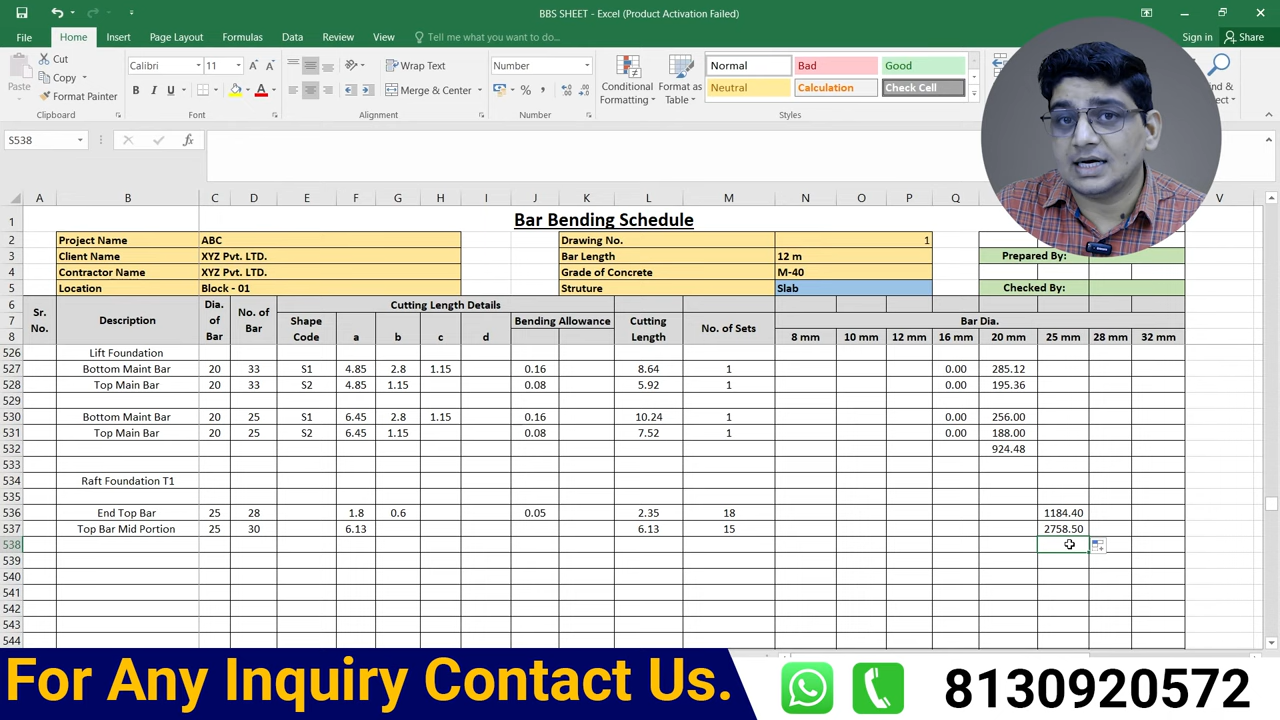 BBS SHEET - Excel (Product Activation Failed)
File Home Insert Page Layout Formulas Data Review View Tell me what you want to do... Sign in Share
Cut
Copy
Format Painter
Paste
Clipboard
Calibri 11
B I U A
Font
Wrap Text
Merge & Center
Alignment
Number
%
Number
Conditional Formatting
Format as Table
Normal Bad Good
Neutral Calculation Check Cell
Styles
S538 fx
A B C D E F G H I J K L M N O P Q V
1 Bar Bending Schedule
2 Project Name ABC Drawing No. 1
3 Client Name XYZ Pvt. LTD. Bar Length 12 m Prepared By:
4 Contractor Name XYZ Pvt. LTD. Grade of Concrete M-40
5 Location Block - 01 Struture Slab Checked By:
6 Cutting Length Details
7 Sr. No. Description Dia. of Bar No. of Bar Shape Code a b c d Bending Allowance Cutting Length No. of Sets Bar Dia.
8 8 mm 10 mm 12 mm 16 mm 20 mm 25 mm 28 mm 32 mm
526 Lift Foundation
527 Bottom Maint Bar 20 33 S1 4.85 2.8 1.15 0.16 8.64 1 0.00 285.12
528 Top Main Bar 20 33 S2 4.85 1.15 0.08 5.92 1 0.00 195.36
529
530 Bottom Maint Bar 20 25 S1 6.45 2.8 1.15 0.16 10.24 1 0.00 256.00
531 Top Main Bar 20 25 S2 6.45 1.15 0.08 7.52 1 0.00 188.00
532 924.48
533
534 Raft Foundation T1
535
536 End Top Bar 25 28 1.8 0.6 0.05 2.35 18 1184.40
537 Top Bar Mid Portion 25 30 6.13 6.13 15 2758.50
538
539
540
541
542
543
544
For Any Inquiry Contact Us. 8130920572